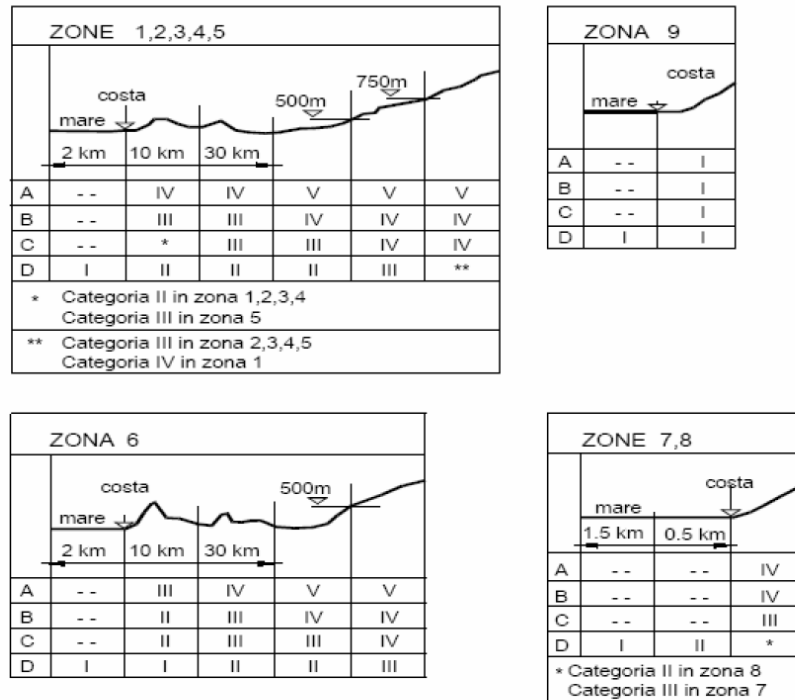 ZONE 1,2,3,4,5
750m
500m
costa
mare
2 km 10 km 30 km
A -- IV IV V V V
B -- III III IV IV IV
C -- * III III IV IV
D I II II II III **
* Categoria II in zona 1,2,3,4
Categoria III in zona 5
** Categoria III in zona 2,3,4,5
Categoria IV in zona 1
ZONA 9
costa
mare
A -- I
B -- I
C -- I
D I I
ZONA 6
costa 500m
mare
2 km 10 km 30 km
A -- III IV V V
B -- II III IV IV
C -- II III III IV
D I I II II III
ZONE 7,8
costa
mare
1.5 km 0.5 km
A -- -- IV
B -- -- IV
C -- -- III
D I II *
* Categoria II in zona 8
Categoria III in zona 7